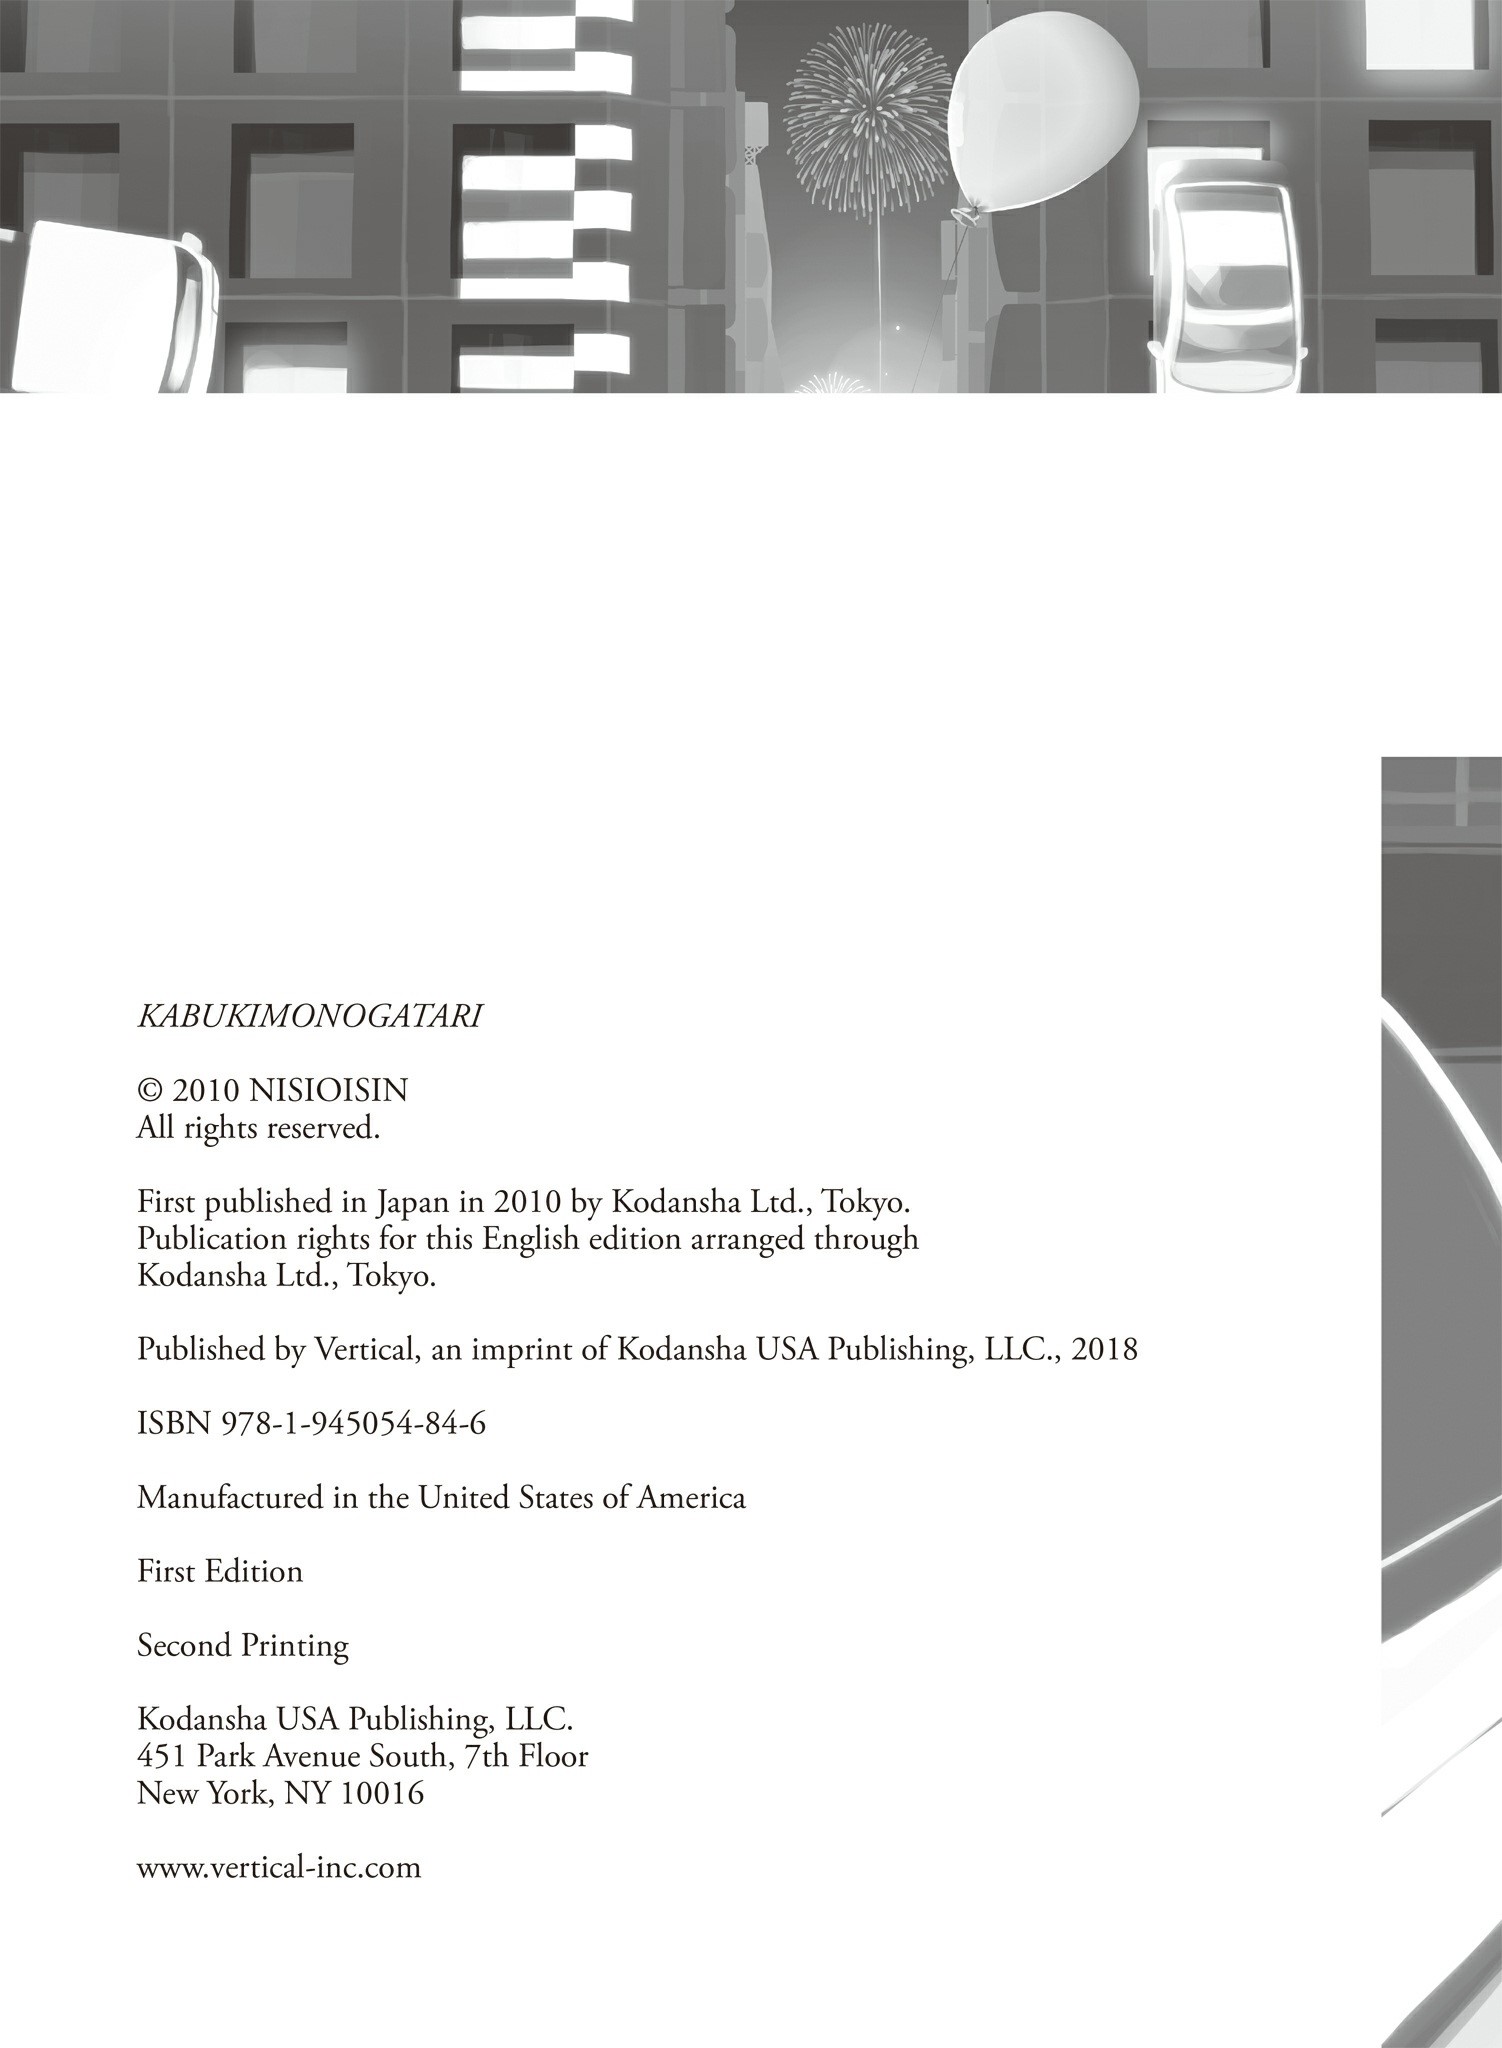 KABUKIMONOGATARI
© 2010 NISIOISIN
All rights reserved.
First published in Japan in 2010 by Kodansha Ltd., Tokyo.
Publication rights for this English edition arranged through
Kodansha Ltd., Tokyo.
Published by Vertical, an imprint of Kodansha USA Publishing, LLC., 2018
ISBN 978-1-945054-84-6
Manufactured in the United States of America
First Edition
Second Printing
Kodansha USA Publishing, LLC.
451 Park Avenue South, 7th Floor
New York, NY 10016
www.vertical-inc.com